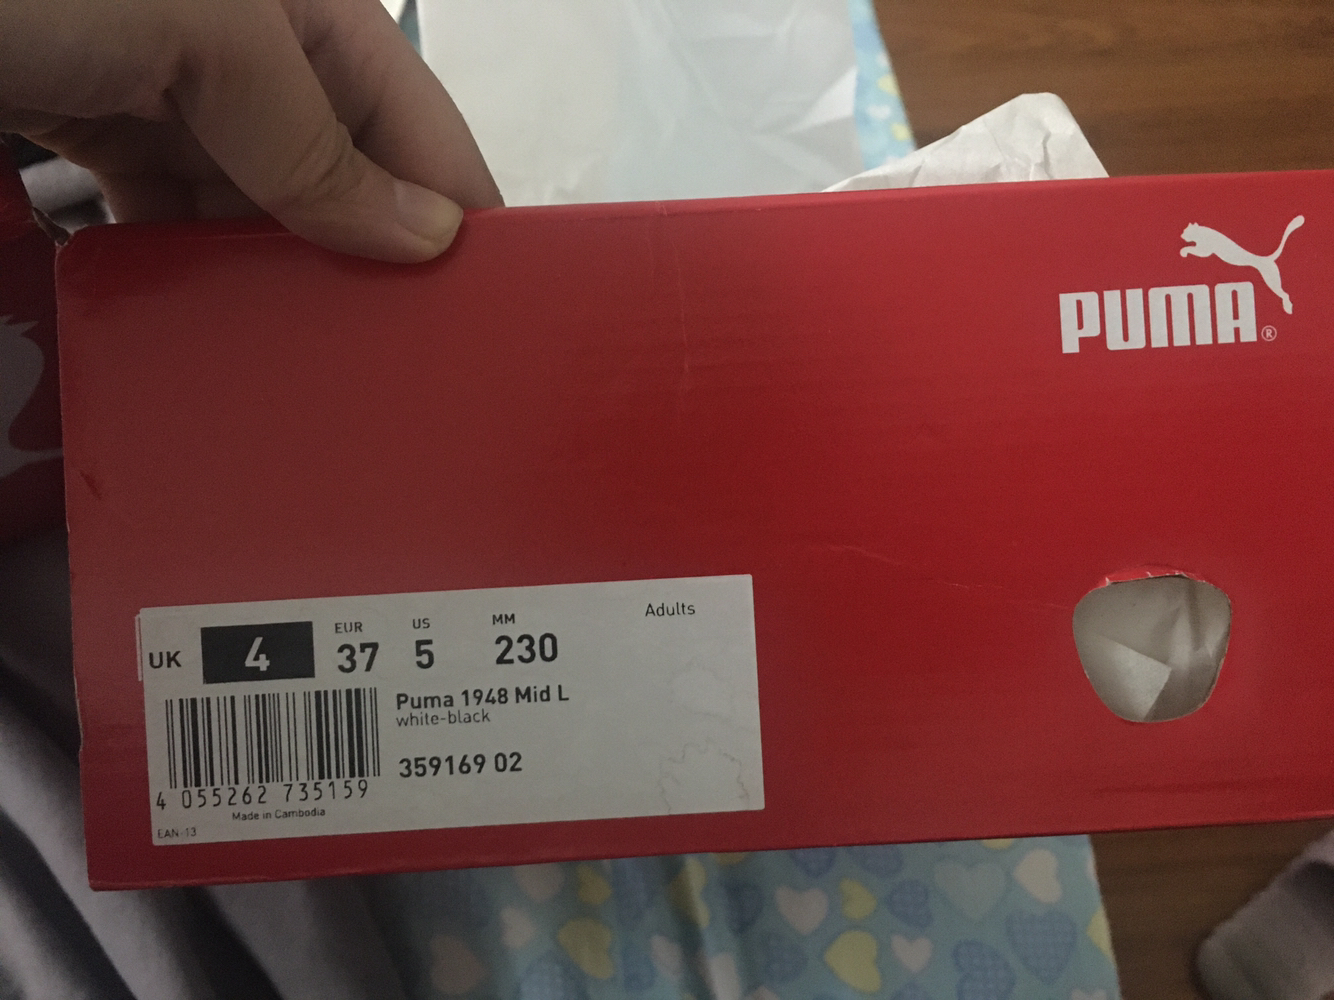 PUMA®
Adults
UK 4 EUR 37 US 5 MM 230
Puma 1948 Mid L
white-black
359169 02
4 055262 735159
Made in Cambodia
EAN-13